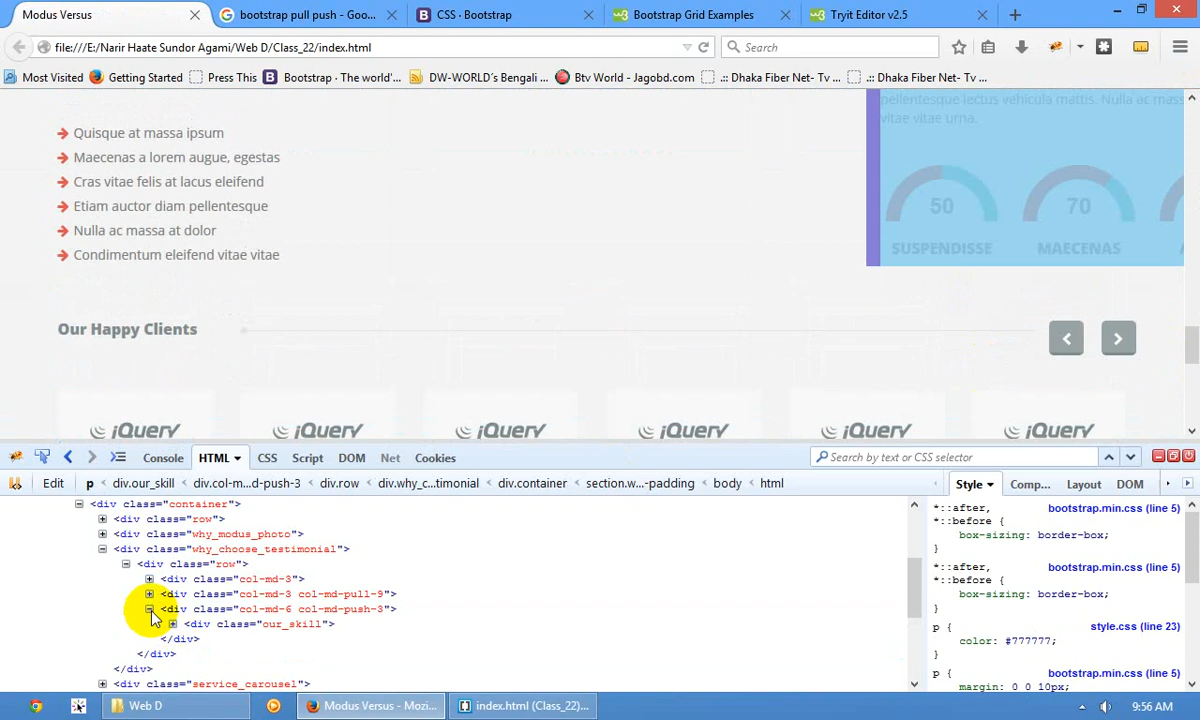 Modus Versus
bootstrap pull push - Goo...
CSS · Bootstrap
Bootstrap Grid Examples
Tryit Editor v2.5
file:///E:/Narir Haate Sundor Agami/Web D/Class_22/index.html
Search
Most Visited
Getting Started
Press This
Bootstrap · The world'...
DW-WORLD´s Bengali ...
Btv World - Jagobd.com
.:: Dhaka Fiber Net- Tv ...
.:: Dhaka Fiber Net- Tv ...
pellentesque lectus vehicula mattis. Nulla ac mass
vitae vitae urna.
Quisque at massa ipsum
Maecenas a lorem augue, egestas
Cras vitae felis at lacus eleifend
Etiam auctor diam pellentesque
Nulla ac massa at dolor
Condimentum eleifend vitae vitae
50
70
SUSPENDISSE
MAECENAS
Our Happy Clients
jQuery jQuery jQuery jQuery jQuery jQuery
Console
HTML
CSS
Script
DOM
Net
Cookies
Search by text or CSS selector
Edit
p
div.our_skill
div.col-m...d-push-3
div.row
div.why_c...timonial
div.container
section.w...-padding
body
html
Style
Comp...
Layout
DOM
<div class="container">
<div class="row">
<div class="why_modus_photo">
<div class="why_choose_testimonial">
<div class="row">
<div class="col-md-3">
<div class="col-md-3 col-md-pull-9">
<div class="col-md-6 col-md-push-3">
<div class="our_skill">
</div>
</div>
</div>
<div class="service_carousel">
*::after, bootstrap.min.css (line 5)
*::before {
box-sizing: border-box;
}
*::after, bootstrap.min.css (line 5)
*::before {
box-sizing: border-box;
}
p { style.css (line 23)
color: #777777;
}
p { bootstrap.min.css (line 5)
margin: 0 0 10px;
Web D
Modus Versus - Mozi...
index.html (Class_22)...
9:56 AM